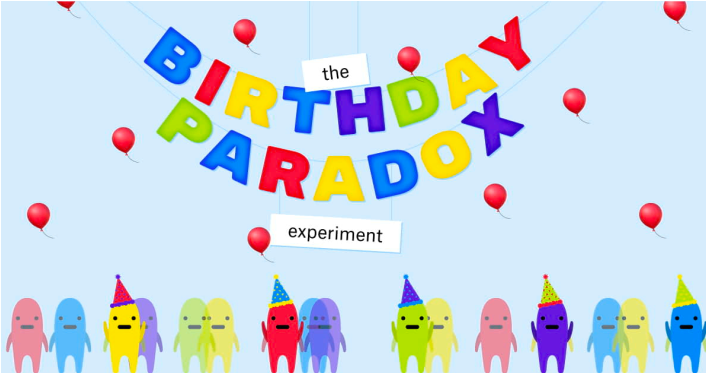 the
BIRTHDAY
PARADOX
experiment